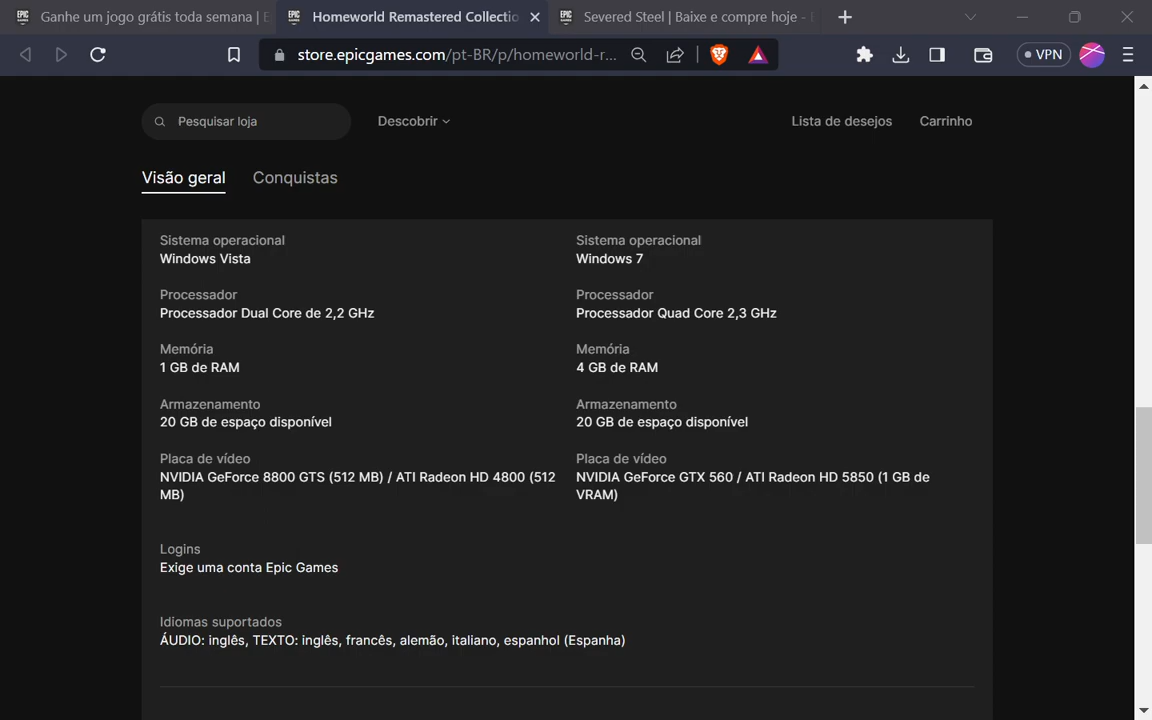 Ganhe um jogo grátis toda semana | E
Homeworld Remastered Collectio
Severed Steel | Baixe e compre hoje -
store.epicgames.com/pt-BR/p/homeworld-r...
VPN
Pesquisar loja
Descobrir
Lista de desejos
Carrinho
Visão geral
Conquistas
Sistema operacional
Windows Vista
Sistema operacional
Windows 7
Processador
Processador Dual Core de 2,2 GHz
Processador
Processador Quad Core 2,3 GHz
Memória
1 GB de RAM
Memória
4 GB de RAM
Armazenamento
20 GB de espaço disponível
Armazenamento
20 GB de espaço disponível
Placa de vídeo
NVIDIA GeForce 8800 GTS (512 MB) / ATI Radeon HD 4800 (512
MB)
Placa de vídeo
NVIDIA GeForce GTX 560 / ATI Radeon HD 5850 (1 GB de
VRAM)
Logins
Exige uma conta Epic Games
Idiomas suportados
ÁUDIO: inglês, TEXTO: inglês, francês, alemão, italiano, espanhol (Espanha)